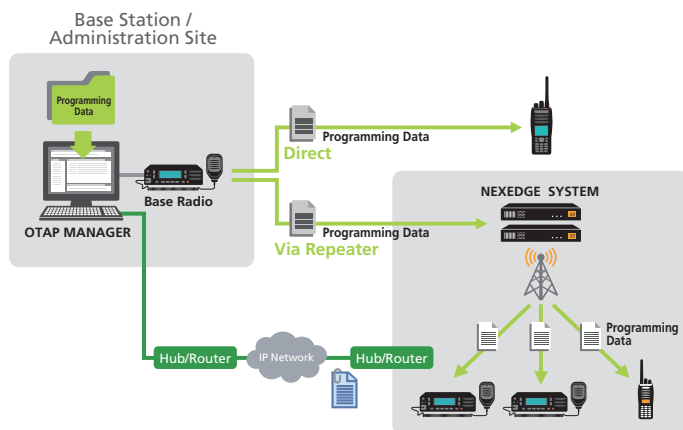 Base Station /
Administration Site
Programming
Data
Base Radio
OTAP MANAGER
Programming Data
Direct
Programming Data
Via Repeater
NEXEDGE SYSTEM
Programming
Data
Hub/Router
IP Network
Hub/Router